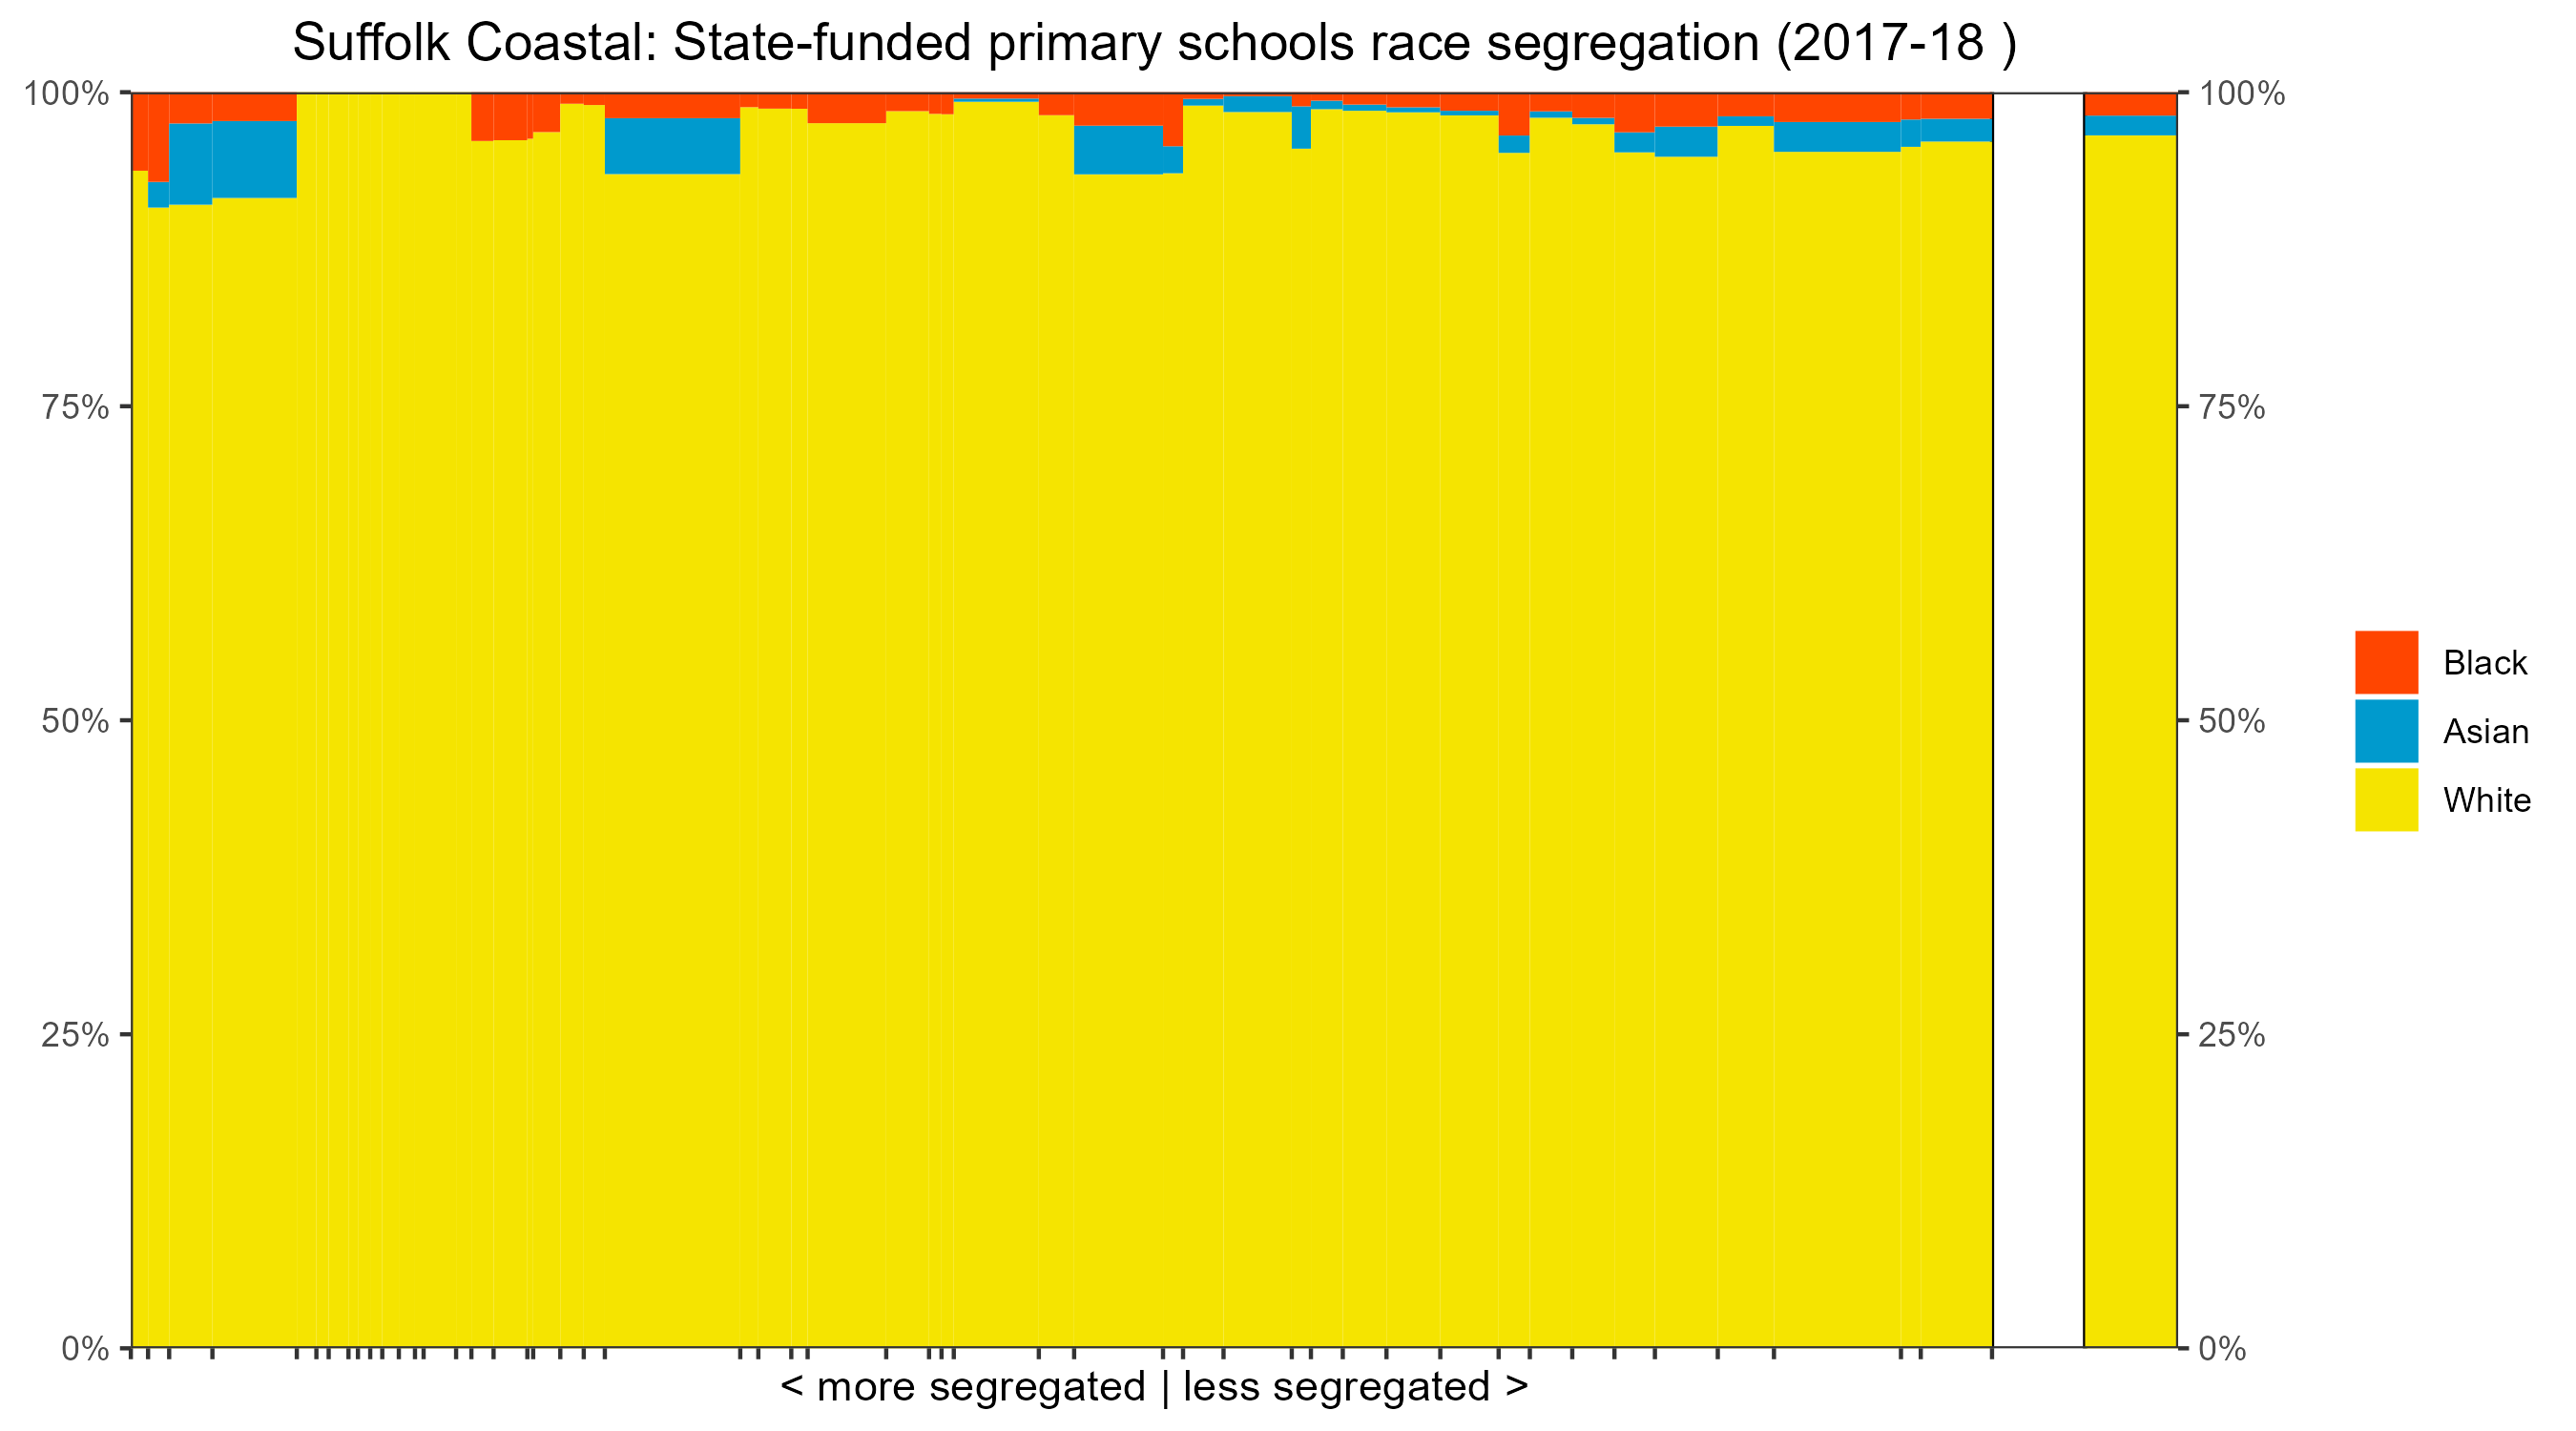 Suffolk Coastal: State-funded primary schools race segregation (2017-18 )
100%
100%
75%
75%
50%
50%
25%
25%
0%
0%
Black
Asian
White
< more segregated | less segregated >